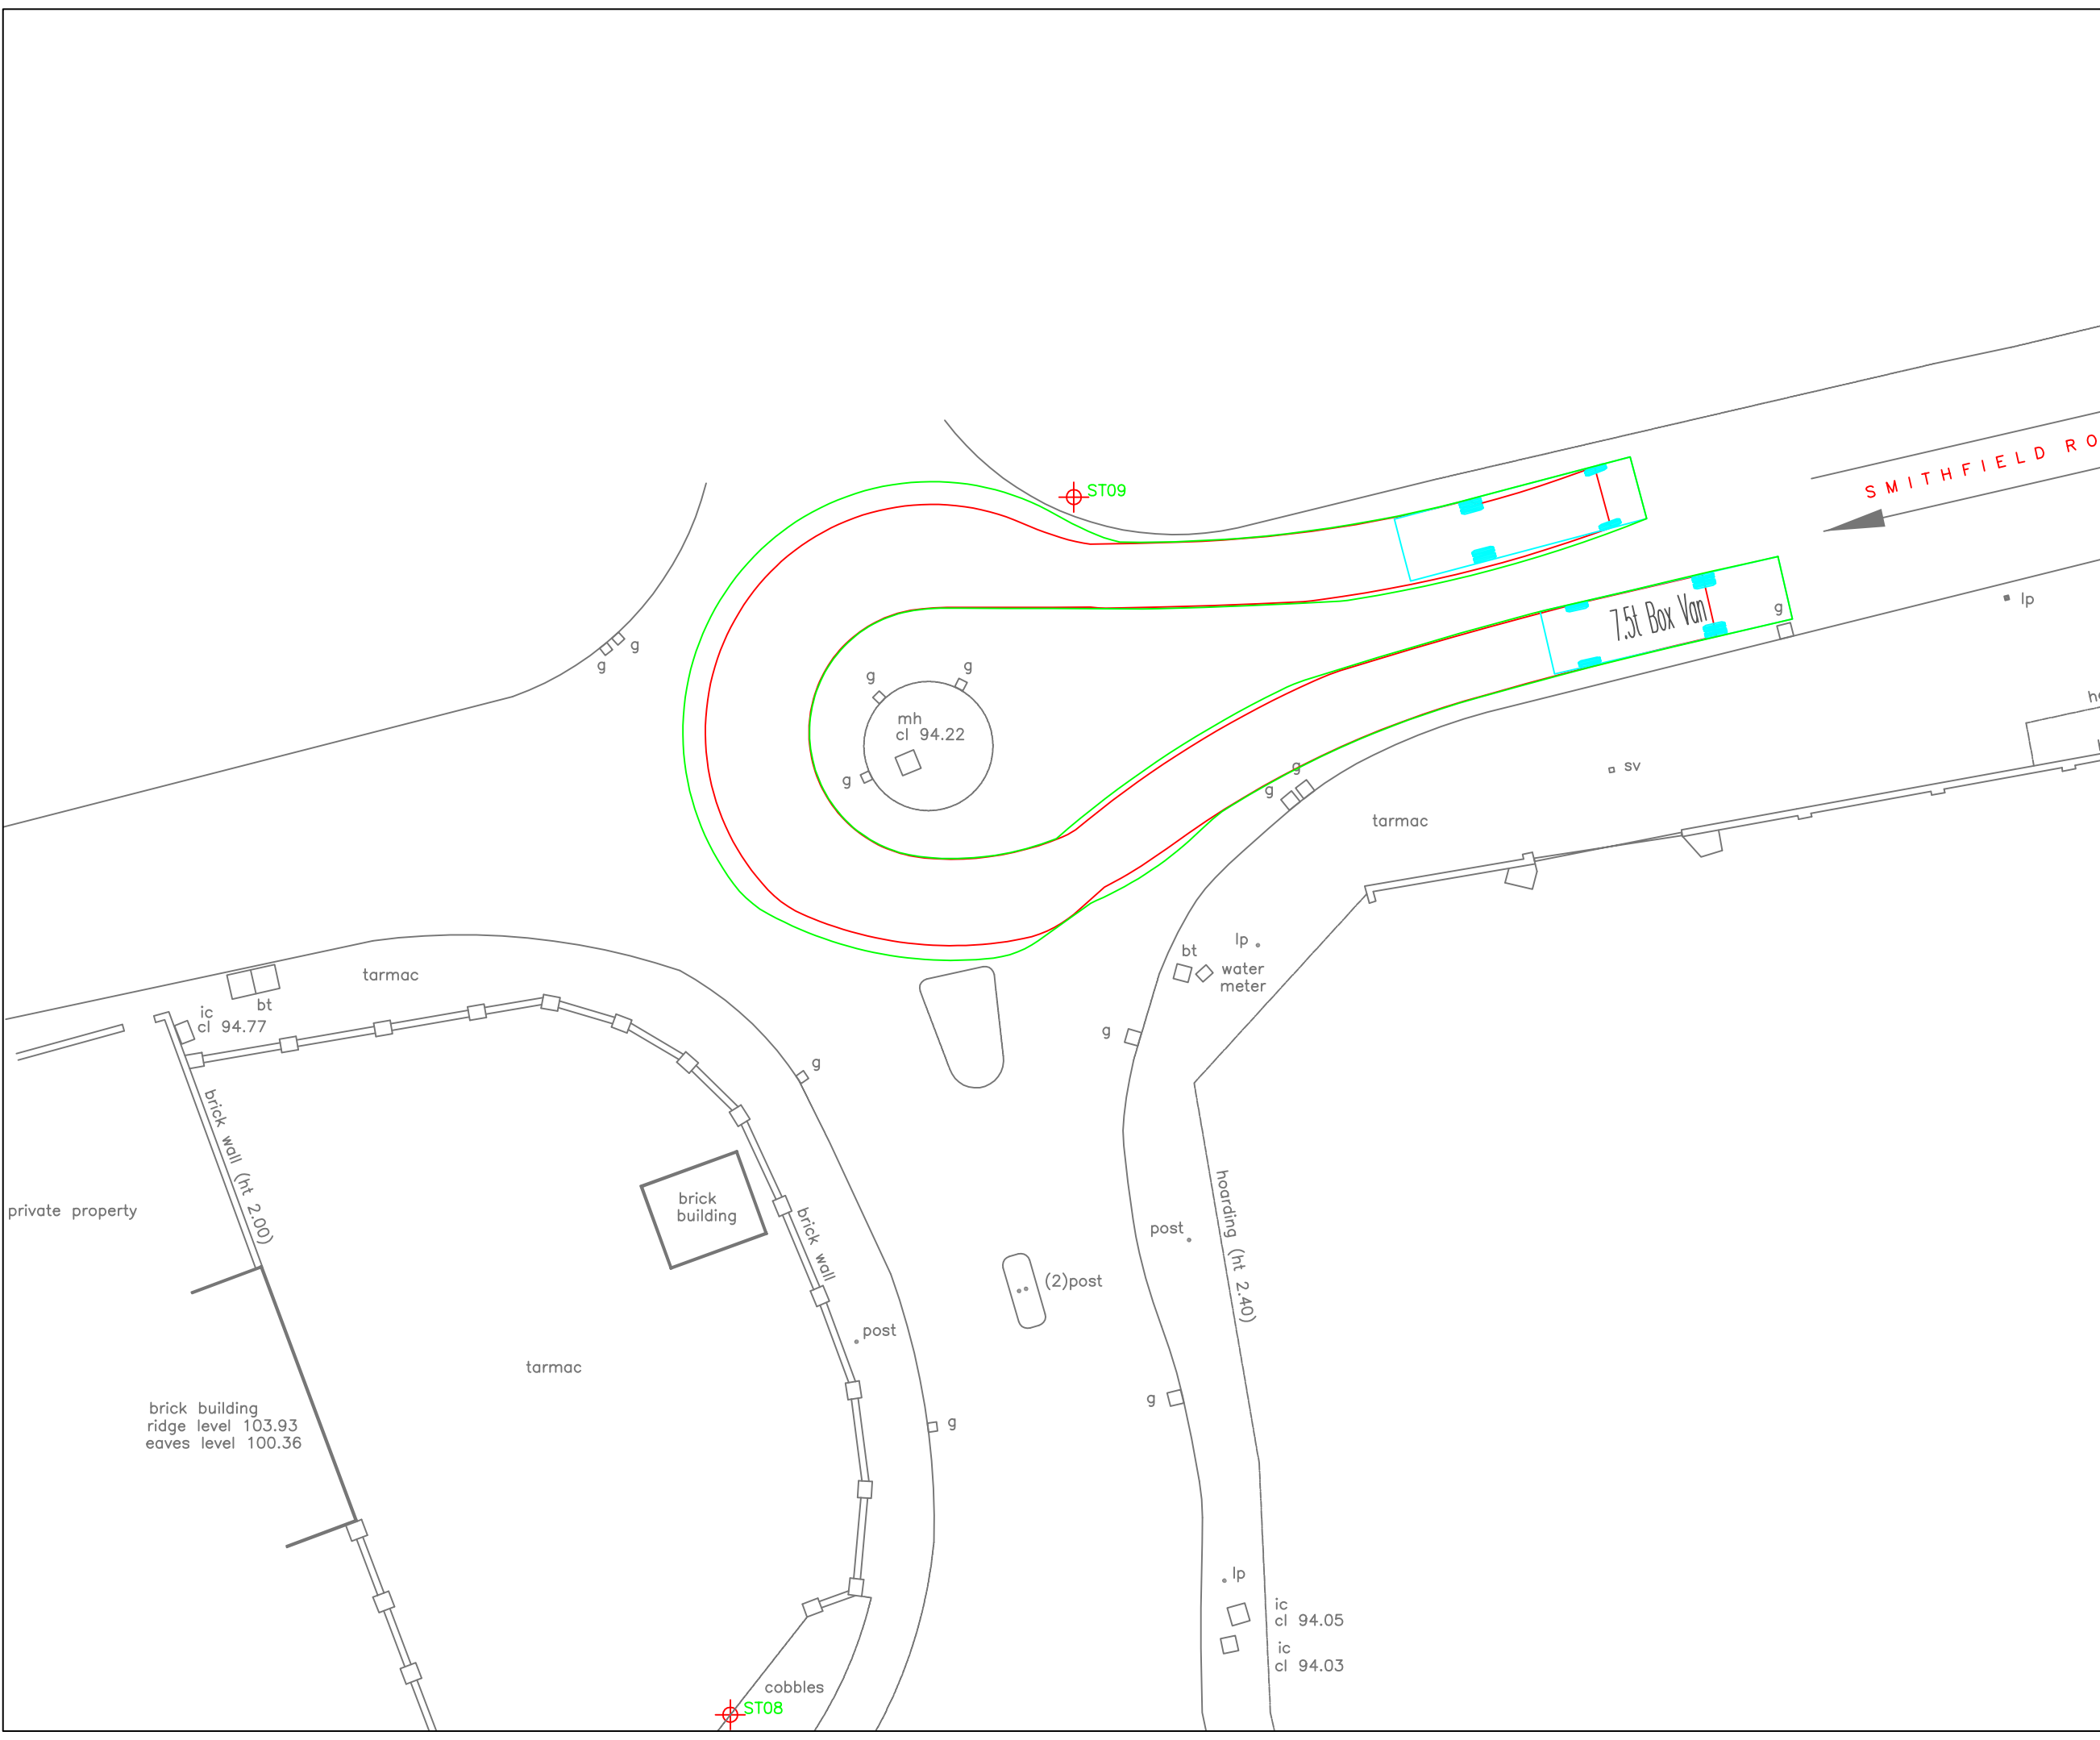 ST09
SMITHFIELD RO
7.5t Box Van
g
lp
g
g
g
g
mh
cl 94.22
g
g
g
sv
tarmac
lp
bt
water
meter
tarmac
bt
ic
cl 94.77
g
g
brick wall (ht 2.00)
private property
brick
building
brick wall
post
hoarding (ht 2.40)
(2)post
post
tarmac
g
g
brick building
ridge level 103.93
eaves level 100.36
lp
ic
cl 94.05
ic
cl 94.03
cobbles
ST08